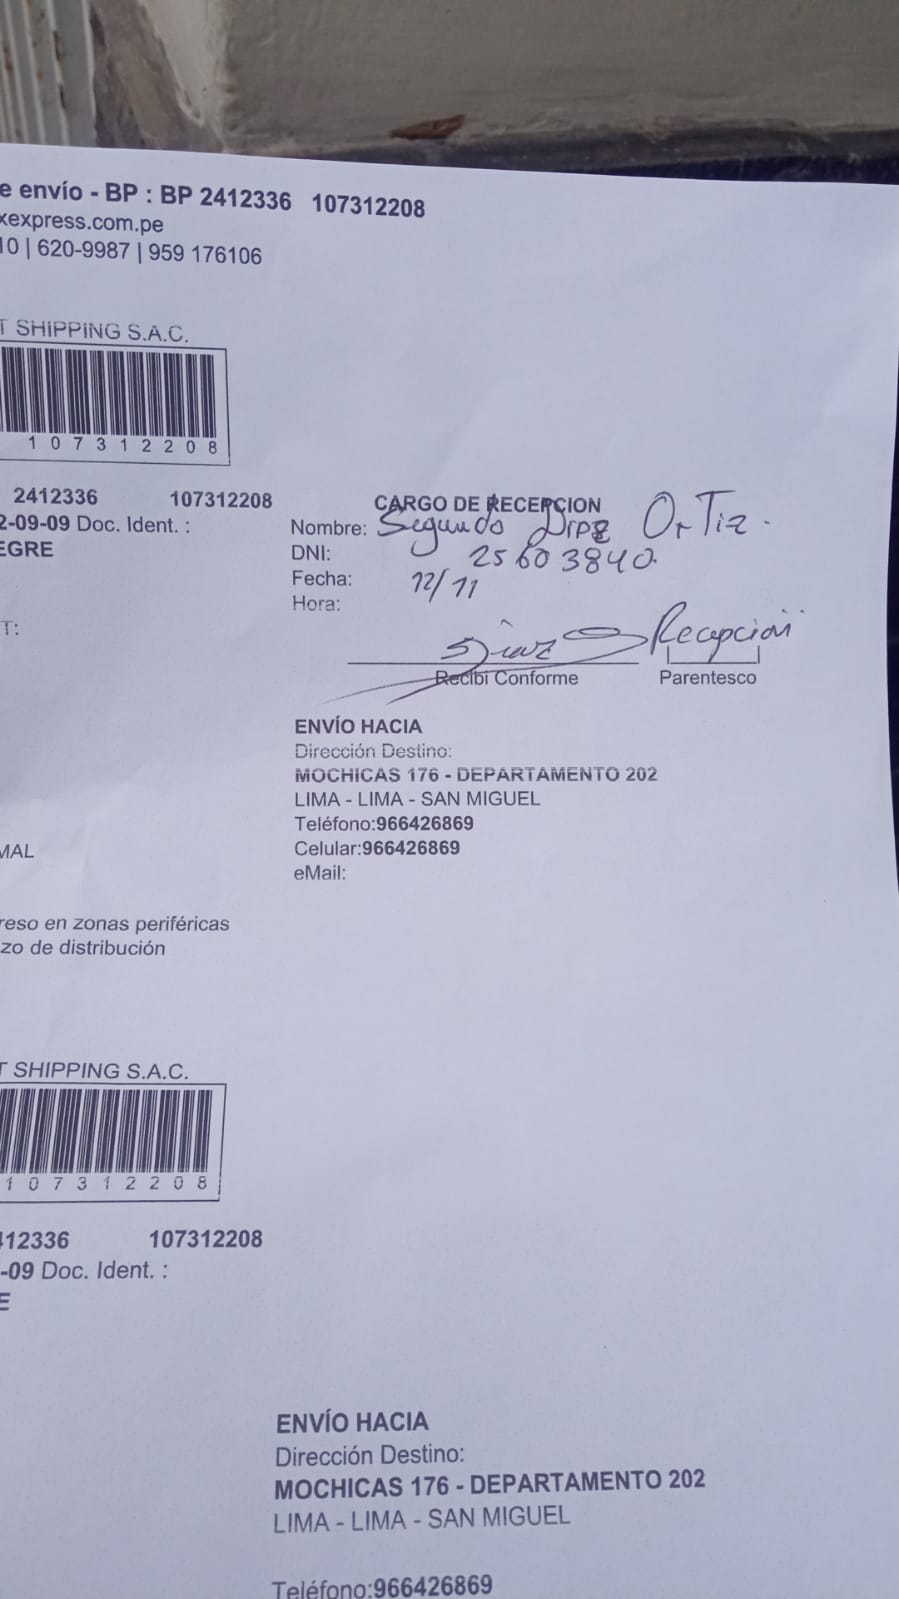 e envío - BP : BP 2412336 107312208
xexpress.com.pe
10 | 620-9987 | 959 176106
T SHIPPING S.A.C.
107312208
2412336 107312208
2-09-09 Doc. Ident. :
EGRE
T:
MAL
reso en zonas periféricas
zo de distribución
CARGO DE RECEPCION
Nombre: Segundo Diaz Ortiz.
DNI: 25603840.
Fecha: 12/11
Hora:
Diaz Recepción
Recibi Conforme Parentesco
ENVÍO HACIA
Dirección Destino:
MOCHICAS 176 - DEPARTAMENTO 202
LIMA - LIMA - SAN MIGUEL
Teléfono:966426869
Celular:966426869
eMail:
T SHIPPING S.A.C.
107312208
412336 107312208
-09 Doc. Ident. :
E
ENVÍO HACIA
Dirección Destino:
MOCHICAS 176 - DEPARTAMENTO 202
LIMA - LIMA - SAN MIGUEL
Teléfono:966426869